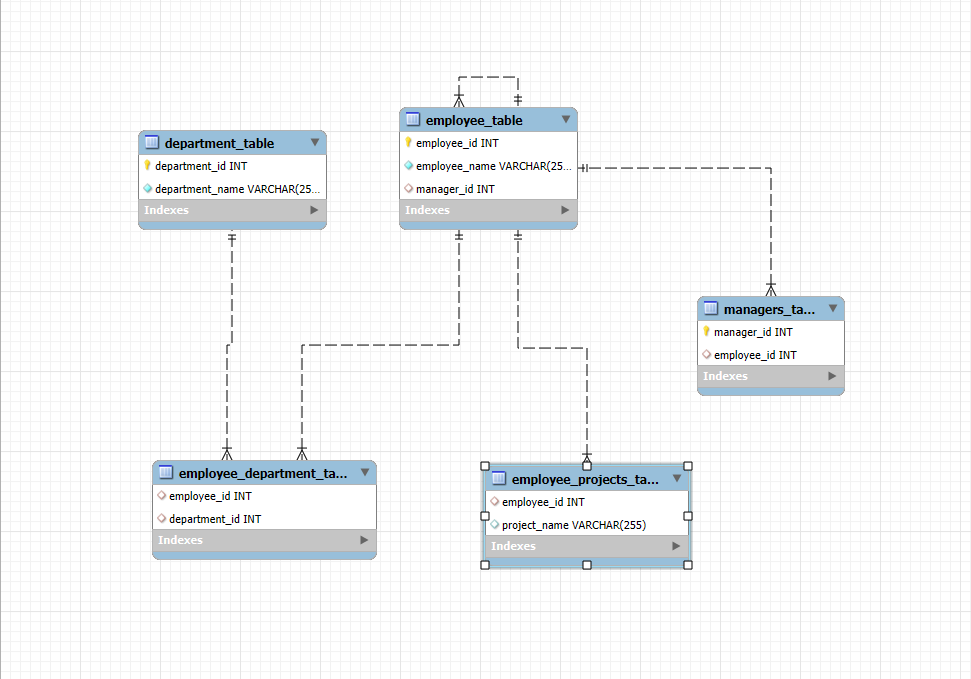 department_table
department_id INT
department_name VARCHAR(25...
Indexes
employee_table
employee_id INT
employee_name VARCHAR(25...
manager_id INT
Indexes
managers_ta...
manager_id INT
employee_id INT
Indexes
employee_department_ta...
employee_id INT
department_id INT
Indexes
employee_projects_ta...
employee_id INT
project_name VARCHAR(255)
Indexes